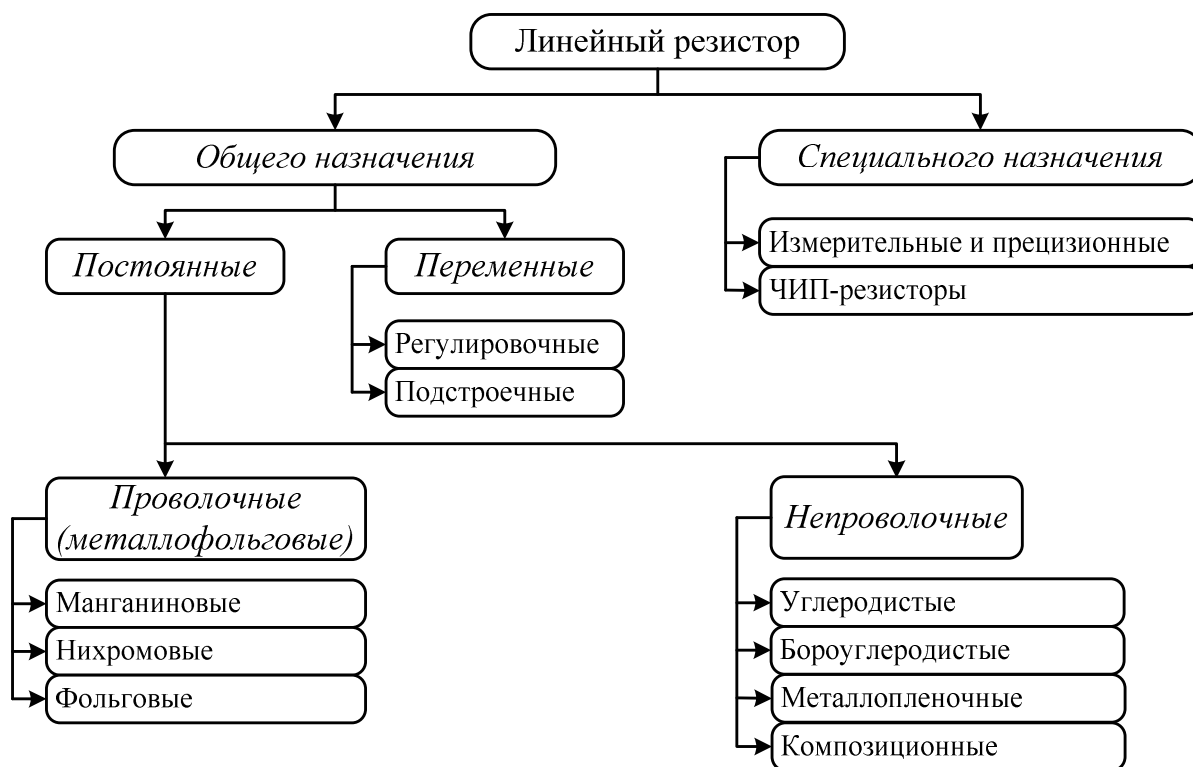 Линейный резистор
Общего назначения
Специального назначения
Постоянные
Переменные
Измерительные и прецизионные
ЧИП-резисторы
Регулировочные
Подстроечные
Проволочные
(металлофольговые)
Непроволочные
Манганиновые
Нихромовые
Фольговые
Углеродистые
Бороуглеродистые
Металлопленочные
Композиционные